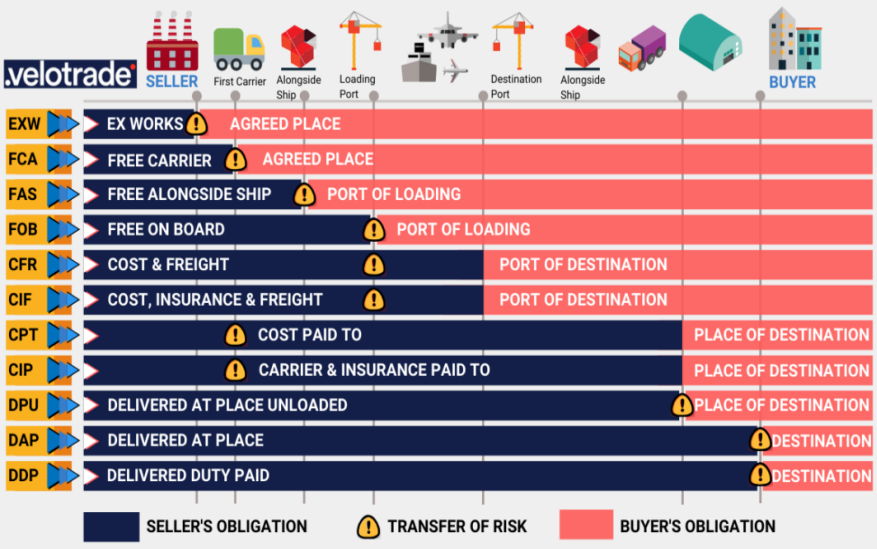 .velotrade
SELLER
First Carrier
Alongside
Ship
Loading
Port
Destination
Port
Alongside
Ship
BUYER
EXW EX WORKS AGREED PLACE
FCA FREE CARRIER AGREED PLACE
FAS FREE ALONGSIDE SHIP PORT OF LOADING
FOB FREE ON BOARD PORT OF LOADING
CFR COST & FREIGHT PORT OF DESTINATION
CIF COST, INSURANCE & FREIGHT PORT OF DESTINATION
CPT COST PAID TO PLACE OF DESTINATION
CIP CARRIER & INSURANCE PAID TO PLACE OF DESTINATION
DPU DELIVERED AT PLACE UNLOADED PLACE OF DESTINATION
DAP DELIVERED AT PLACE DESTINATION
DDP DELIVERED DUTY PAID DESTINATION
SELLER'S OBLIGATION TRANSFER OF RISK BUYER'S OBLIGATION